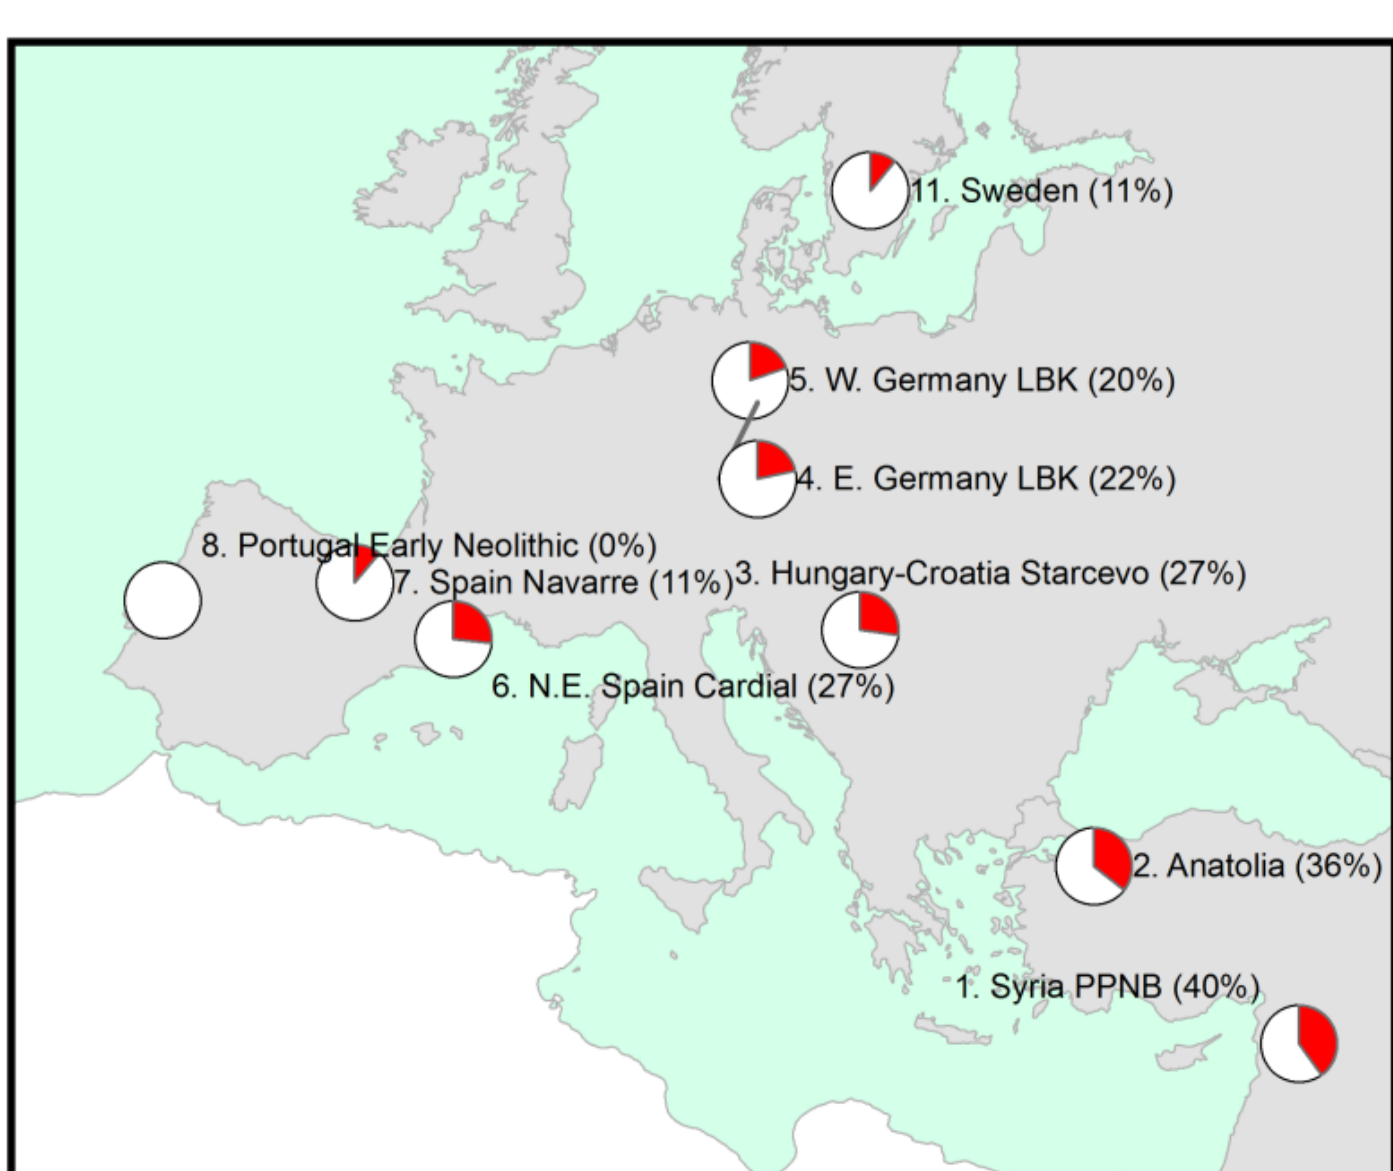 11. Sweden (11%)
5. W. Germany LBK (20%)
4. E. Germany LBK (22%)
8. Portugal Early Neolithic (0%)
7. Spain Navarre (11%)
3. Hungary-Croatia Starcevo (27%)
6. N.E. Spain Cardial (27%)
2. Anatolia (36%)
1. Syria PPNB (40%)